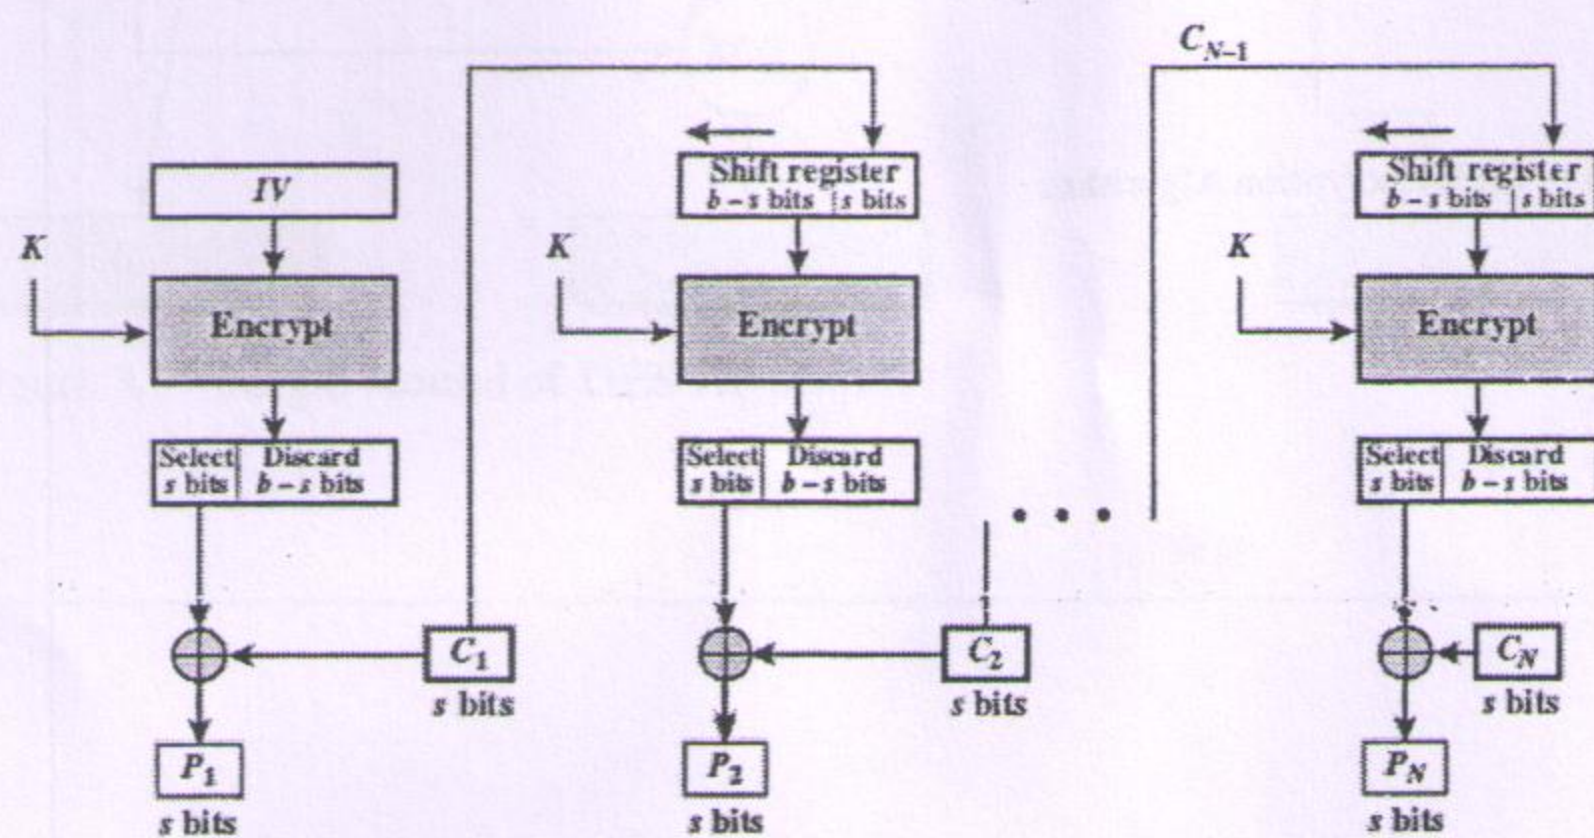 C_{N-1}
IV
Shift register
b - s bits s bits
Shift register
b - s bits s bits
K
K
K
Encrypt
Encrypt
Encrypt
Select Discard
s bits b - s bits
Select Discard
s bits b - s bits
Select Discard
s bits b - s bits
• • •
C_1
C_2
C_N
s bits
s bits
s bits
P_1
P_2
P_N
s bits
s bits
s bits